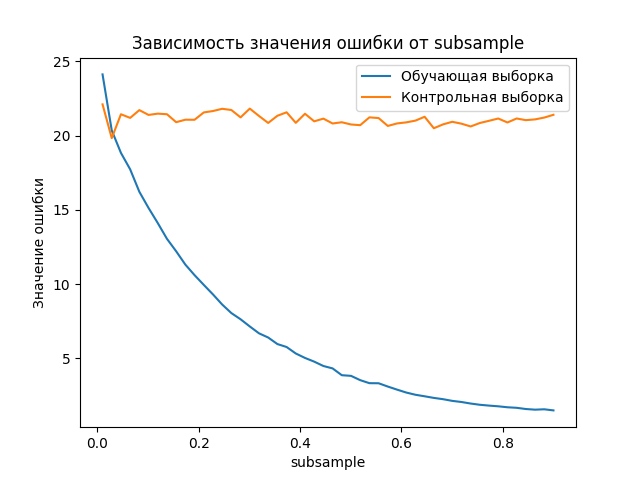 Зависимость значения ошибки от subsample
25
20
15
10
5
Значение ошибки
Обучающая выборка
Контрольная выборка
0.0 0.2 0.4 0.6 0.8
subsample